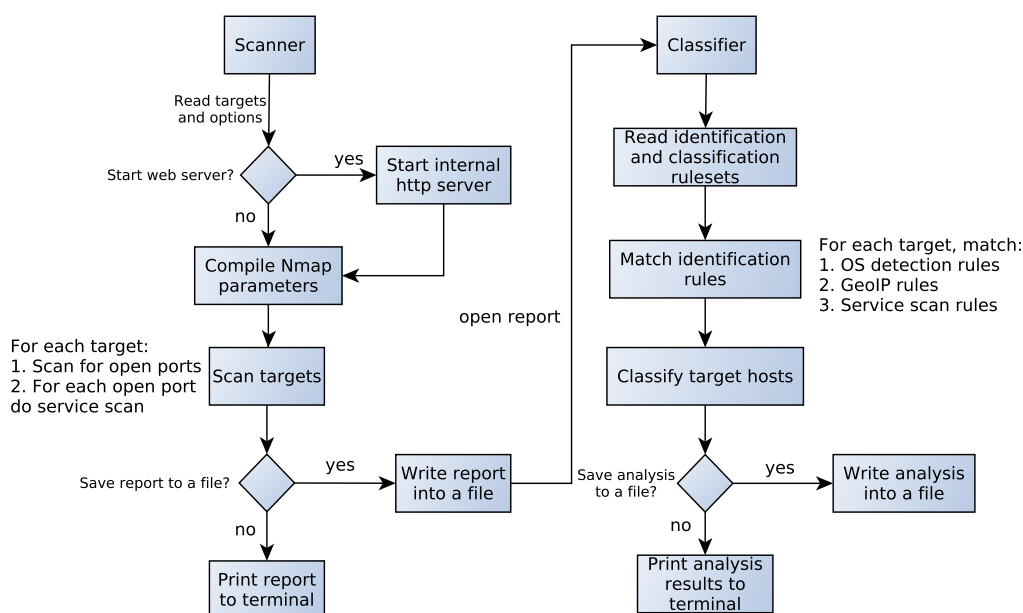 Scanner
Read targets
and options
Start web server?
yes
Start internal
http server
no
Compile Nmap
parameters
For each target:
1. Scan for open ports
2. For each open port
do service scan
Scan targets
Save report to a file?
yes
Write report
into a file
no
Print report
to terminal
open report
Classifier
Read identification
and classification
rulesets
Match identification
rules
For each target, match:
1. OS detection rules
2. GeoIP rules
3. Service scan rules
Classify target hosts
Save analysis
to a file?
yes
Write analysis
into a file
no
Print analysis
results to
terminal